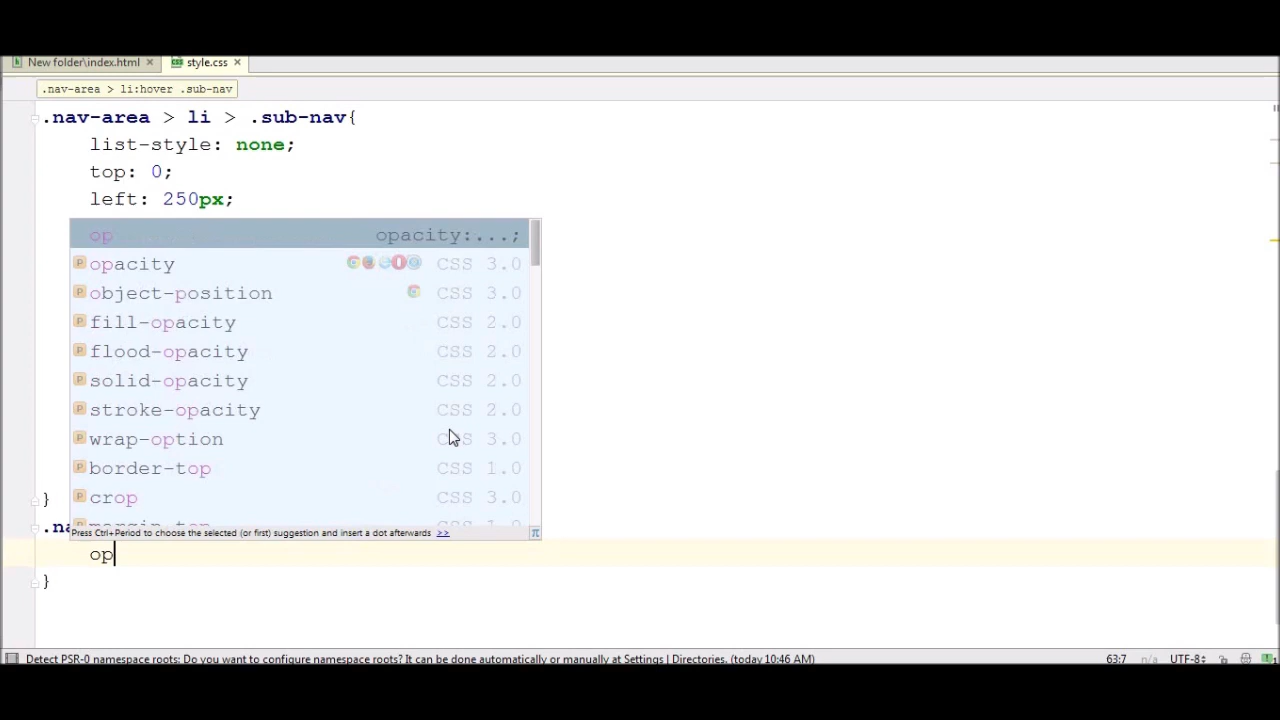 New folder\index.html
style.css
.nav-area > li:hover .sub-nav
.nav-area > li > .sub-nav{
list-style: none;
top: 0;
left: 250px;
op opacity:...;
opacity CSS 3.0
object-position CSS 3.0
fill-opacity CSS 2.0
flood-opacity CSS 2.0
solid-opacity CSS 2.0
stroke-opacity CSS 2.0
wrap-option CSS 3.0
border-top CSS 1.0
crop CSS 3.0
margin-top CSS 1.0
Press Ctrl+Period to choose the selected (or first) suggestion and insert a dot afterwards >>
π
}
.na
op
}
Detect PSR-0 namespace roots: Do you want to configure namespace roots? It can be done automatically or manually at Settings | Directories. (today 10:46 AM) 63:7 n/a UTF-8